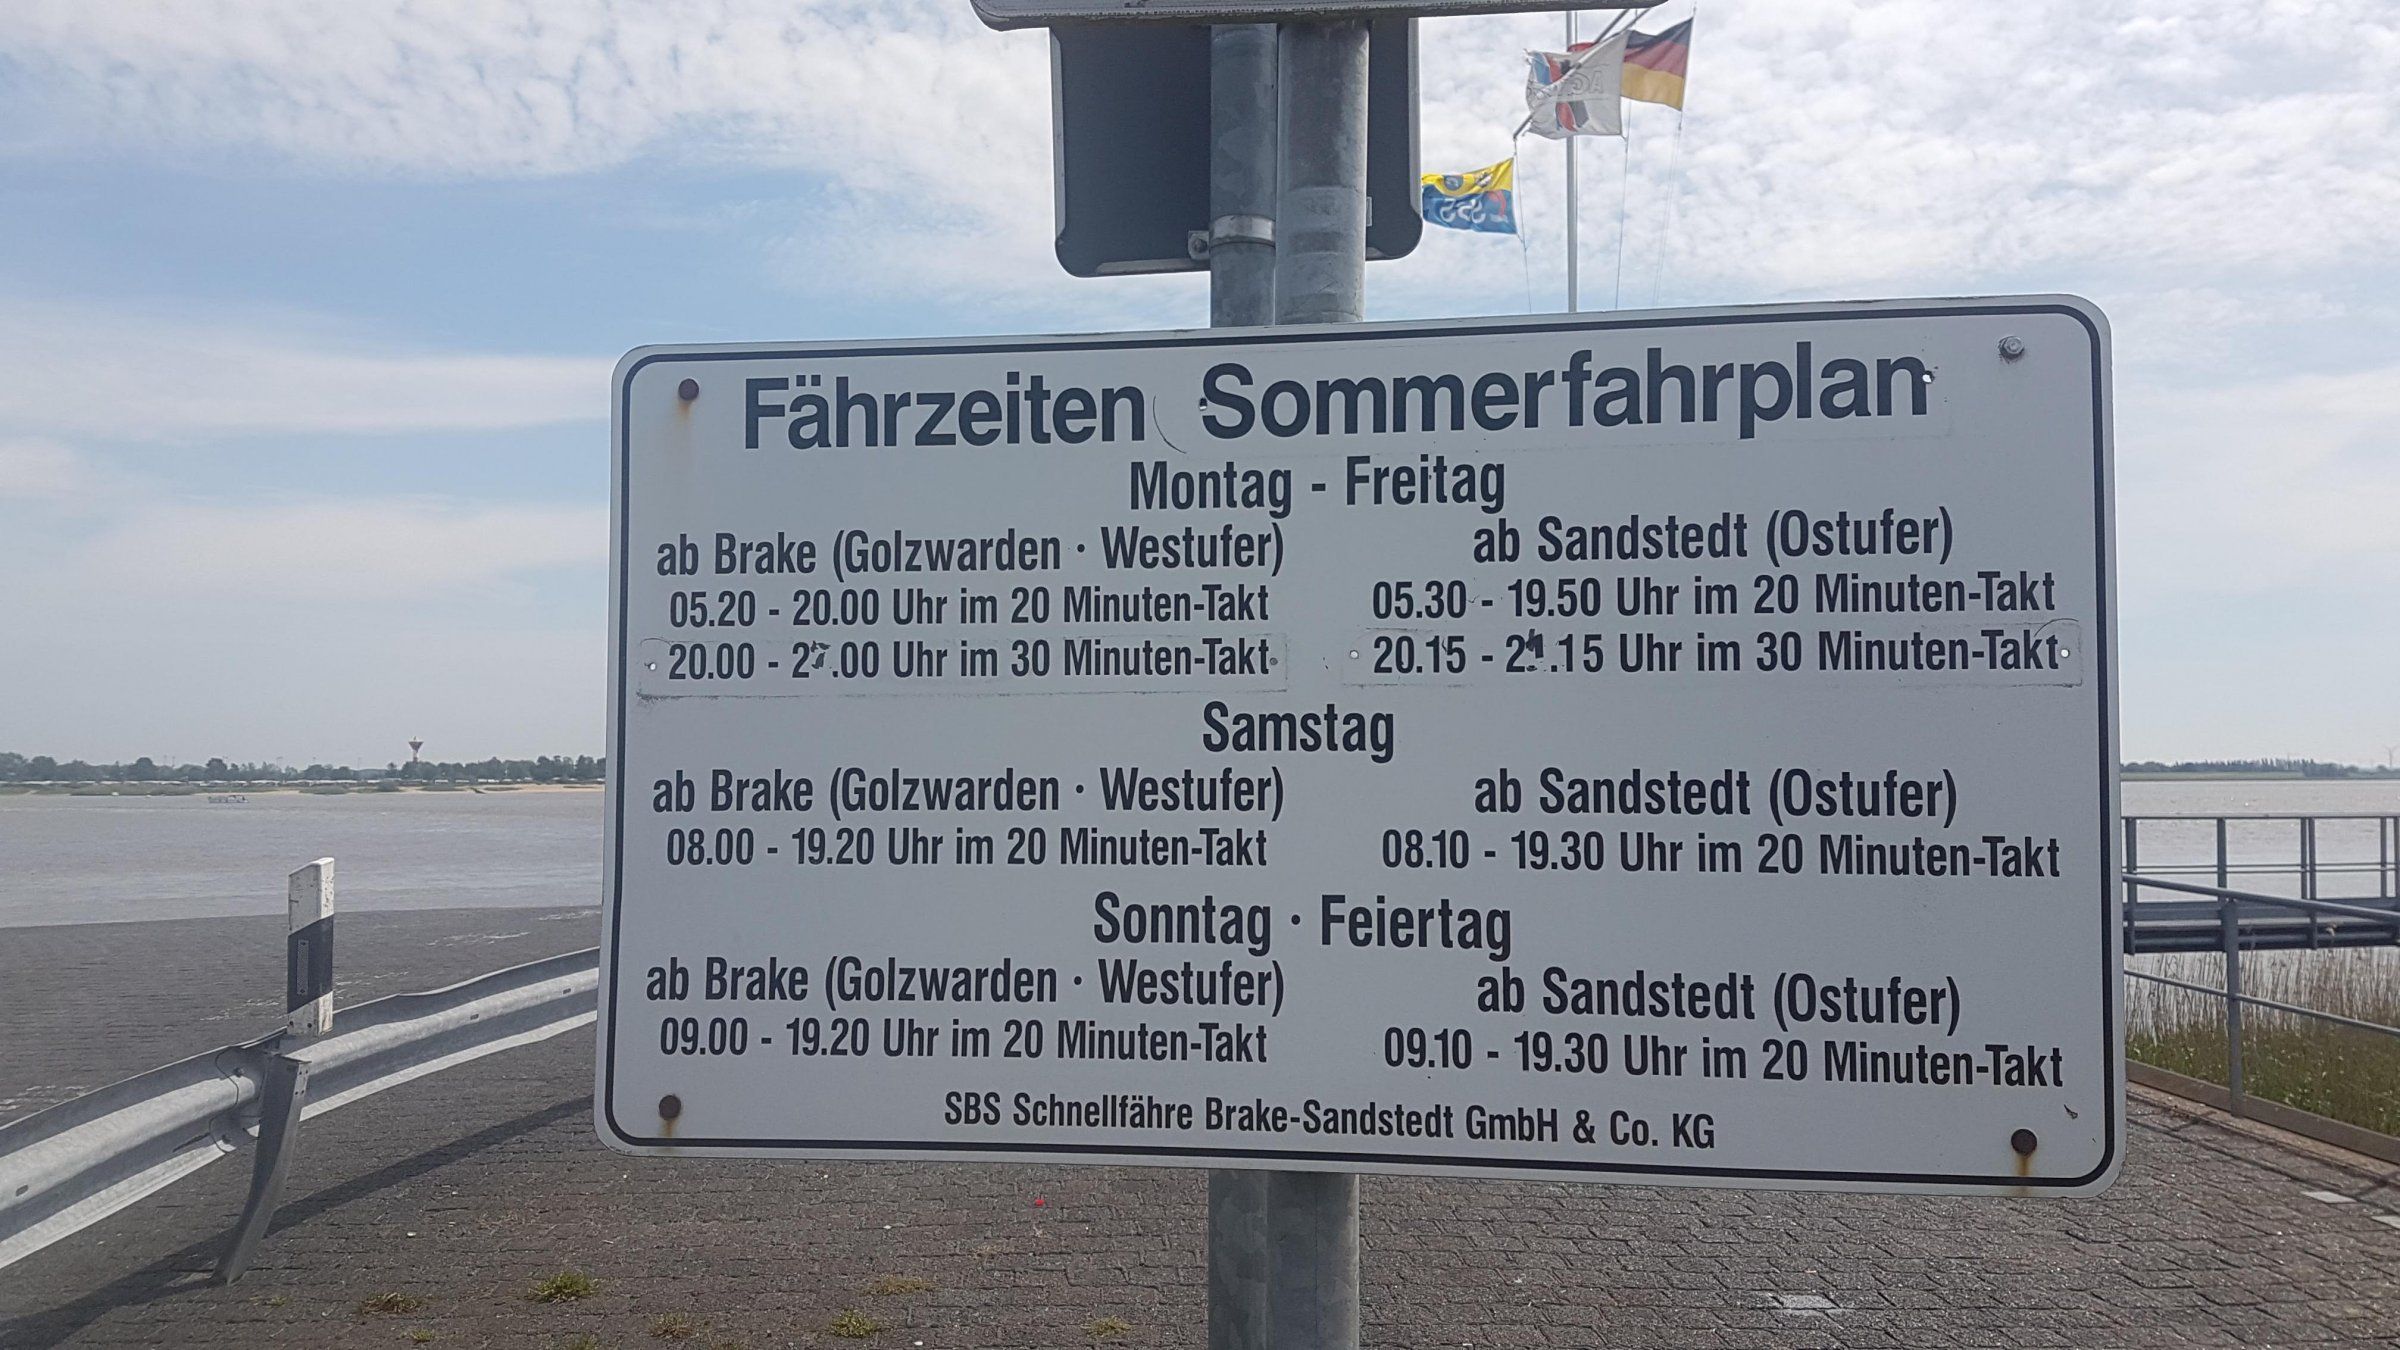 Fährzeiten Sommerfahrplan
Montag - Freitag
ab Brake (Golzwarden · Westufer)
05.20 - 20.00 Uhr im 20 Minuten-Takt
20.00 - Uhr im 30 Minuten-Takt
ab Sandstedt (Ostufer)
05.30 - 19.50 Uhr im 20 Minuten-Takt
20.15 - Uhr im 30 Minuten-Takt
Samstag
ab Brake (Golzwarden · Westufer)
08.00 - 19.20 Uhr im 20 Minuten-Takt
ab Sandstedt (Ostufer)
08.10 - 19.30 Uhr im 20 Minuten-Takt
Sonntag · Feiertag
ab Brake (Golzwarden · Westufer)
09.00 - 19.20 Uhr im 20 Minuten-Takt
ab Sandstedt (Ostufer)
09.10 - 19.30 Uhr im 20 Minuten-Takt
SBS Schnellfähre Brake-Sandstedt GmbH & Co. KG